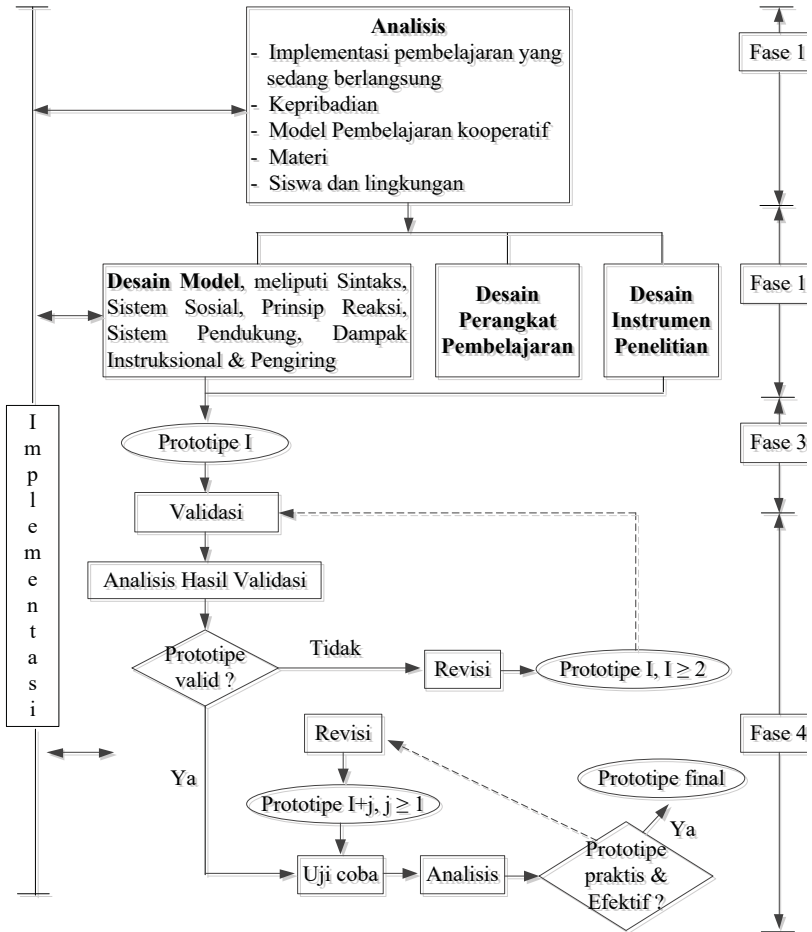 Analisis
- Implementasi pembelajaran yang
sedang berlangsung
- Kepribadian
- Model Pembelajaran kooperatif
- Materi
- Siswa dan lingkungan
Fase 1
Desain Model, meliputi Sintaks,
Sistem Sosial, Prinsip Reaksi,
Sistem Pendukung, Dampak
Instruksional & Pengiring
Desain
Perangkat
Pembelajaran
Desain
Instrumen
Penelitian
Fase 1
Implementasi
Prototipe I
Fase 3
Validasi
Analisis Hasil Validasi
Prototipe
valid ?
Tidak
Revisi
Prototipe I, I ≥ 2
Fase 4
Ya
Revisi
Prototipe I+j, j ≥ 1
Uji coba
Analisis
Prototipe
praktis &
Efektif ?
Ya
Prototipe final